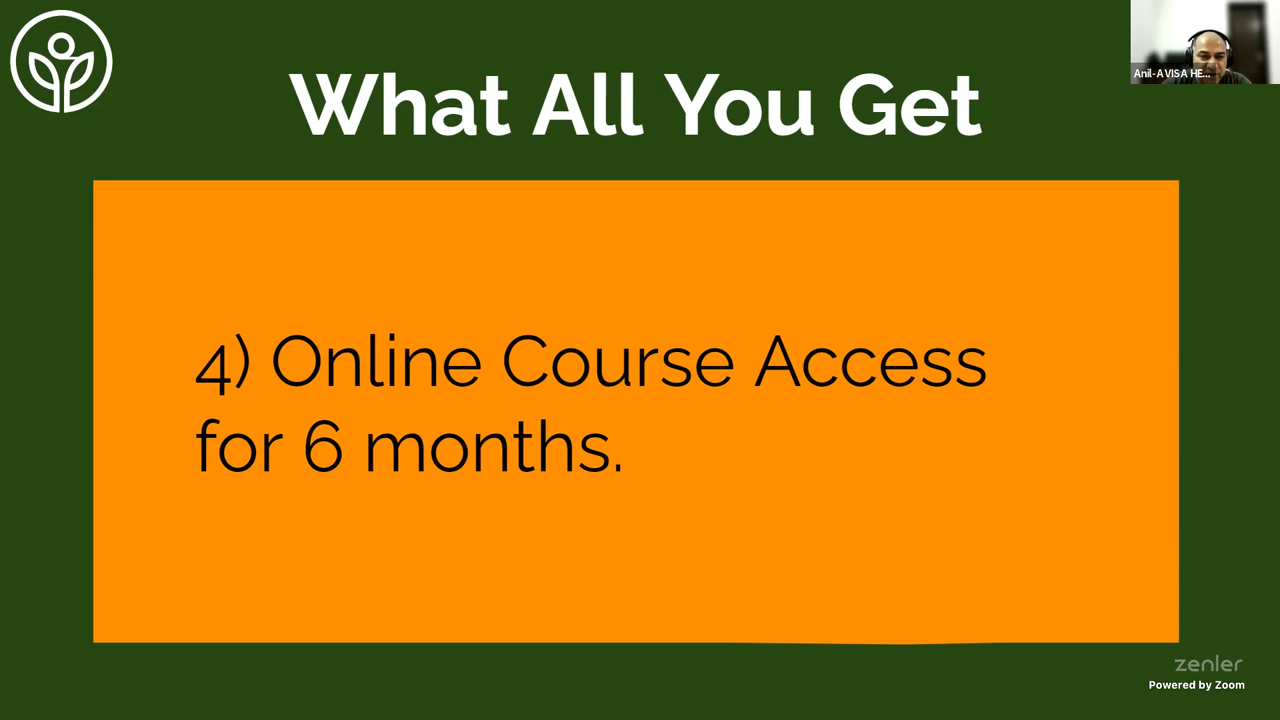 What All You Get
Anil-AVISA HE...
4) Online Course Access
for 6 months.
zenler
Powered by Zoom